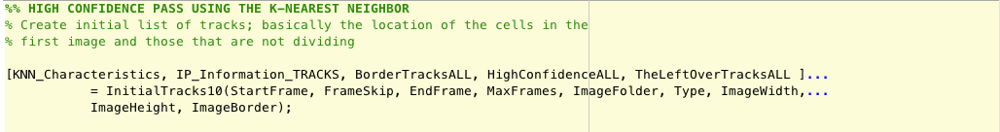 %% HIGH CONFIDENCE PASS USING THE K-NEAREST NEIGHBOR
% Create initial list of tracks; basically the location of the cells in the
% first image and those that are not dividing
[KNN_Characteristics, IP_Information_TRACKS, BorderTracksALL, HighConfidenceALL, TheLeftOverTracksALL ]...
= InitialTracks10(StartFrame, FrameSkip, EndFrame, MaxFrames, ImageFolder, Type, ImageWidth,...
ImageHeight, ImageBorder);